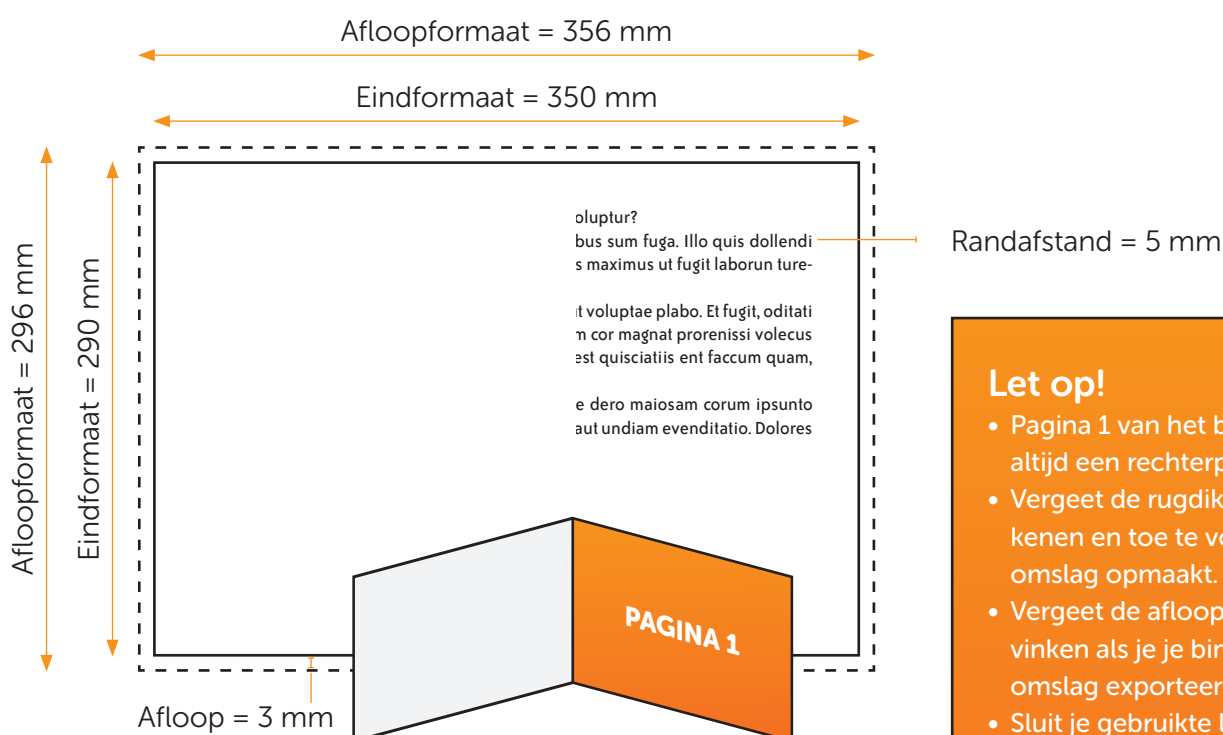 Afloopformaat = 356 mm
Eindformaat = 350 mm
Afloopformaat = 296 mm
Eindformaat = 290 mm
oluptur?
bus sum fuga. Illo quis dollendi
s maximus ut fugit laborun ture-
t voluptae plabo. Et fugit, oditati
m cor magnat prorenissi volecus
est quisciatiis ent faccum quam,
e dero maiosam corum ipsunto
aut undiam evenditatio. Dolores
Randafstand = 5 mm
PAGINA 1
Afloop = 3 mm
Let op!
• Pagina 1 van het b
altijd een rechterp
• Vergeet de rugdik
kenen en toe te vo
omslag opmaakt.
• Vergeet de afloop
vinken als je je bin
omslag exporteer
• Sluit je gebruikte